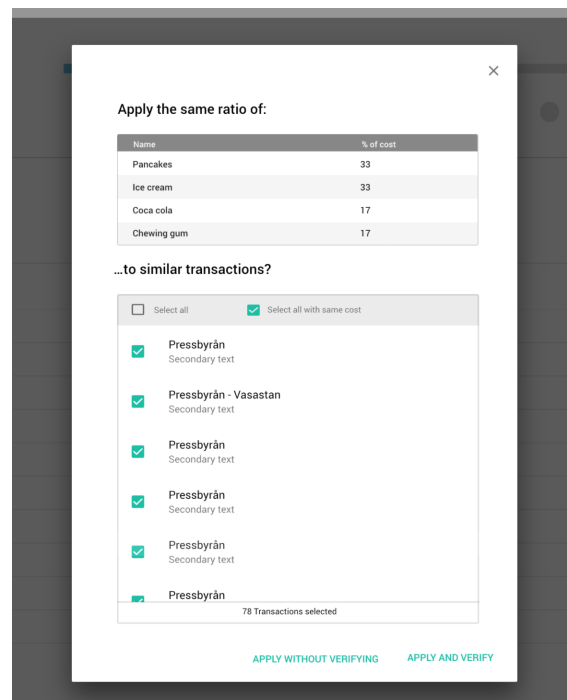 Apply the same ratio of:
Name % of cost
Pancakes 33
Ice cream 33
Coca cola 17
Chewing gum 17
...to similar transactions?
Select all Select all with same cost
Pressbyrån
Secondary text
Pressbyrån - Vasastan
Secondary text
Pressbyrån
Secondary text
Pressbyrån
Secondary text
Pressbyrån
Secondary text
Pressbyrån
78 Transactions selected
APPLY WITHOUT VERIFYING APPLY AND VERIFY